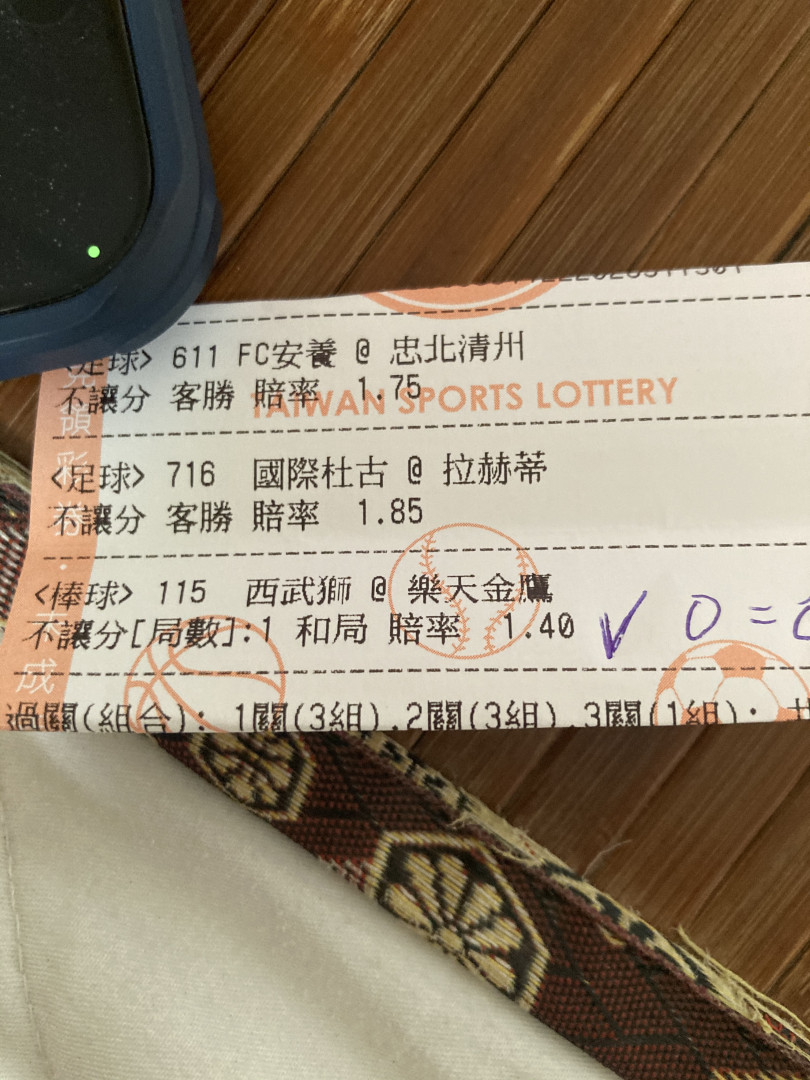 <足球> 611 FC安養 @ 忠北清州
不讓分 客勝 賠率 1.75
TAIWAN SPORTS LOTTERY
<足球> 716 國際杜古 @ 拉赫蒂
不讓分 客勝 賠率 1.85
<棒球> 115 西武獅 @ 樂天金鷹
不讓分[局數]:1 和局 賠率 1.40 ✓ 0 =
過關(組合): 1關(3組),2關(3組),3關(1組);